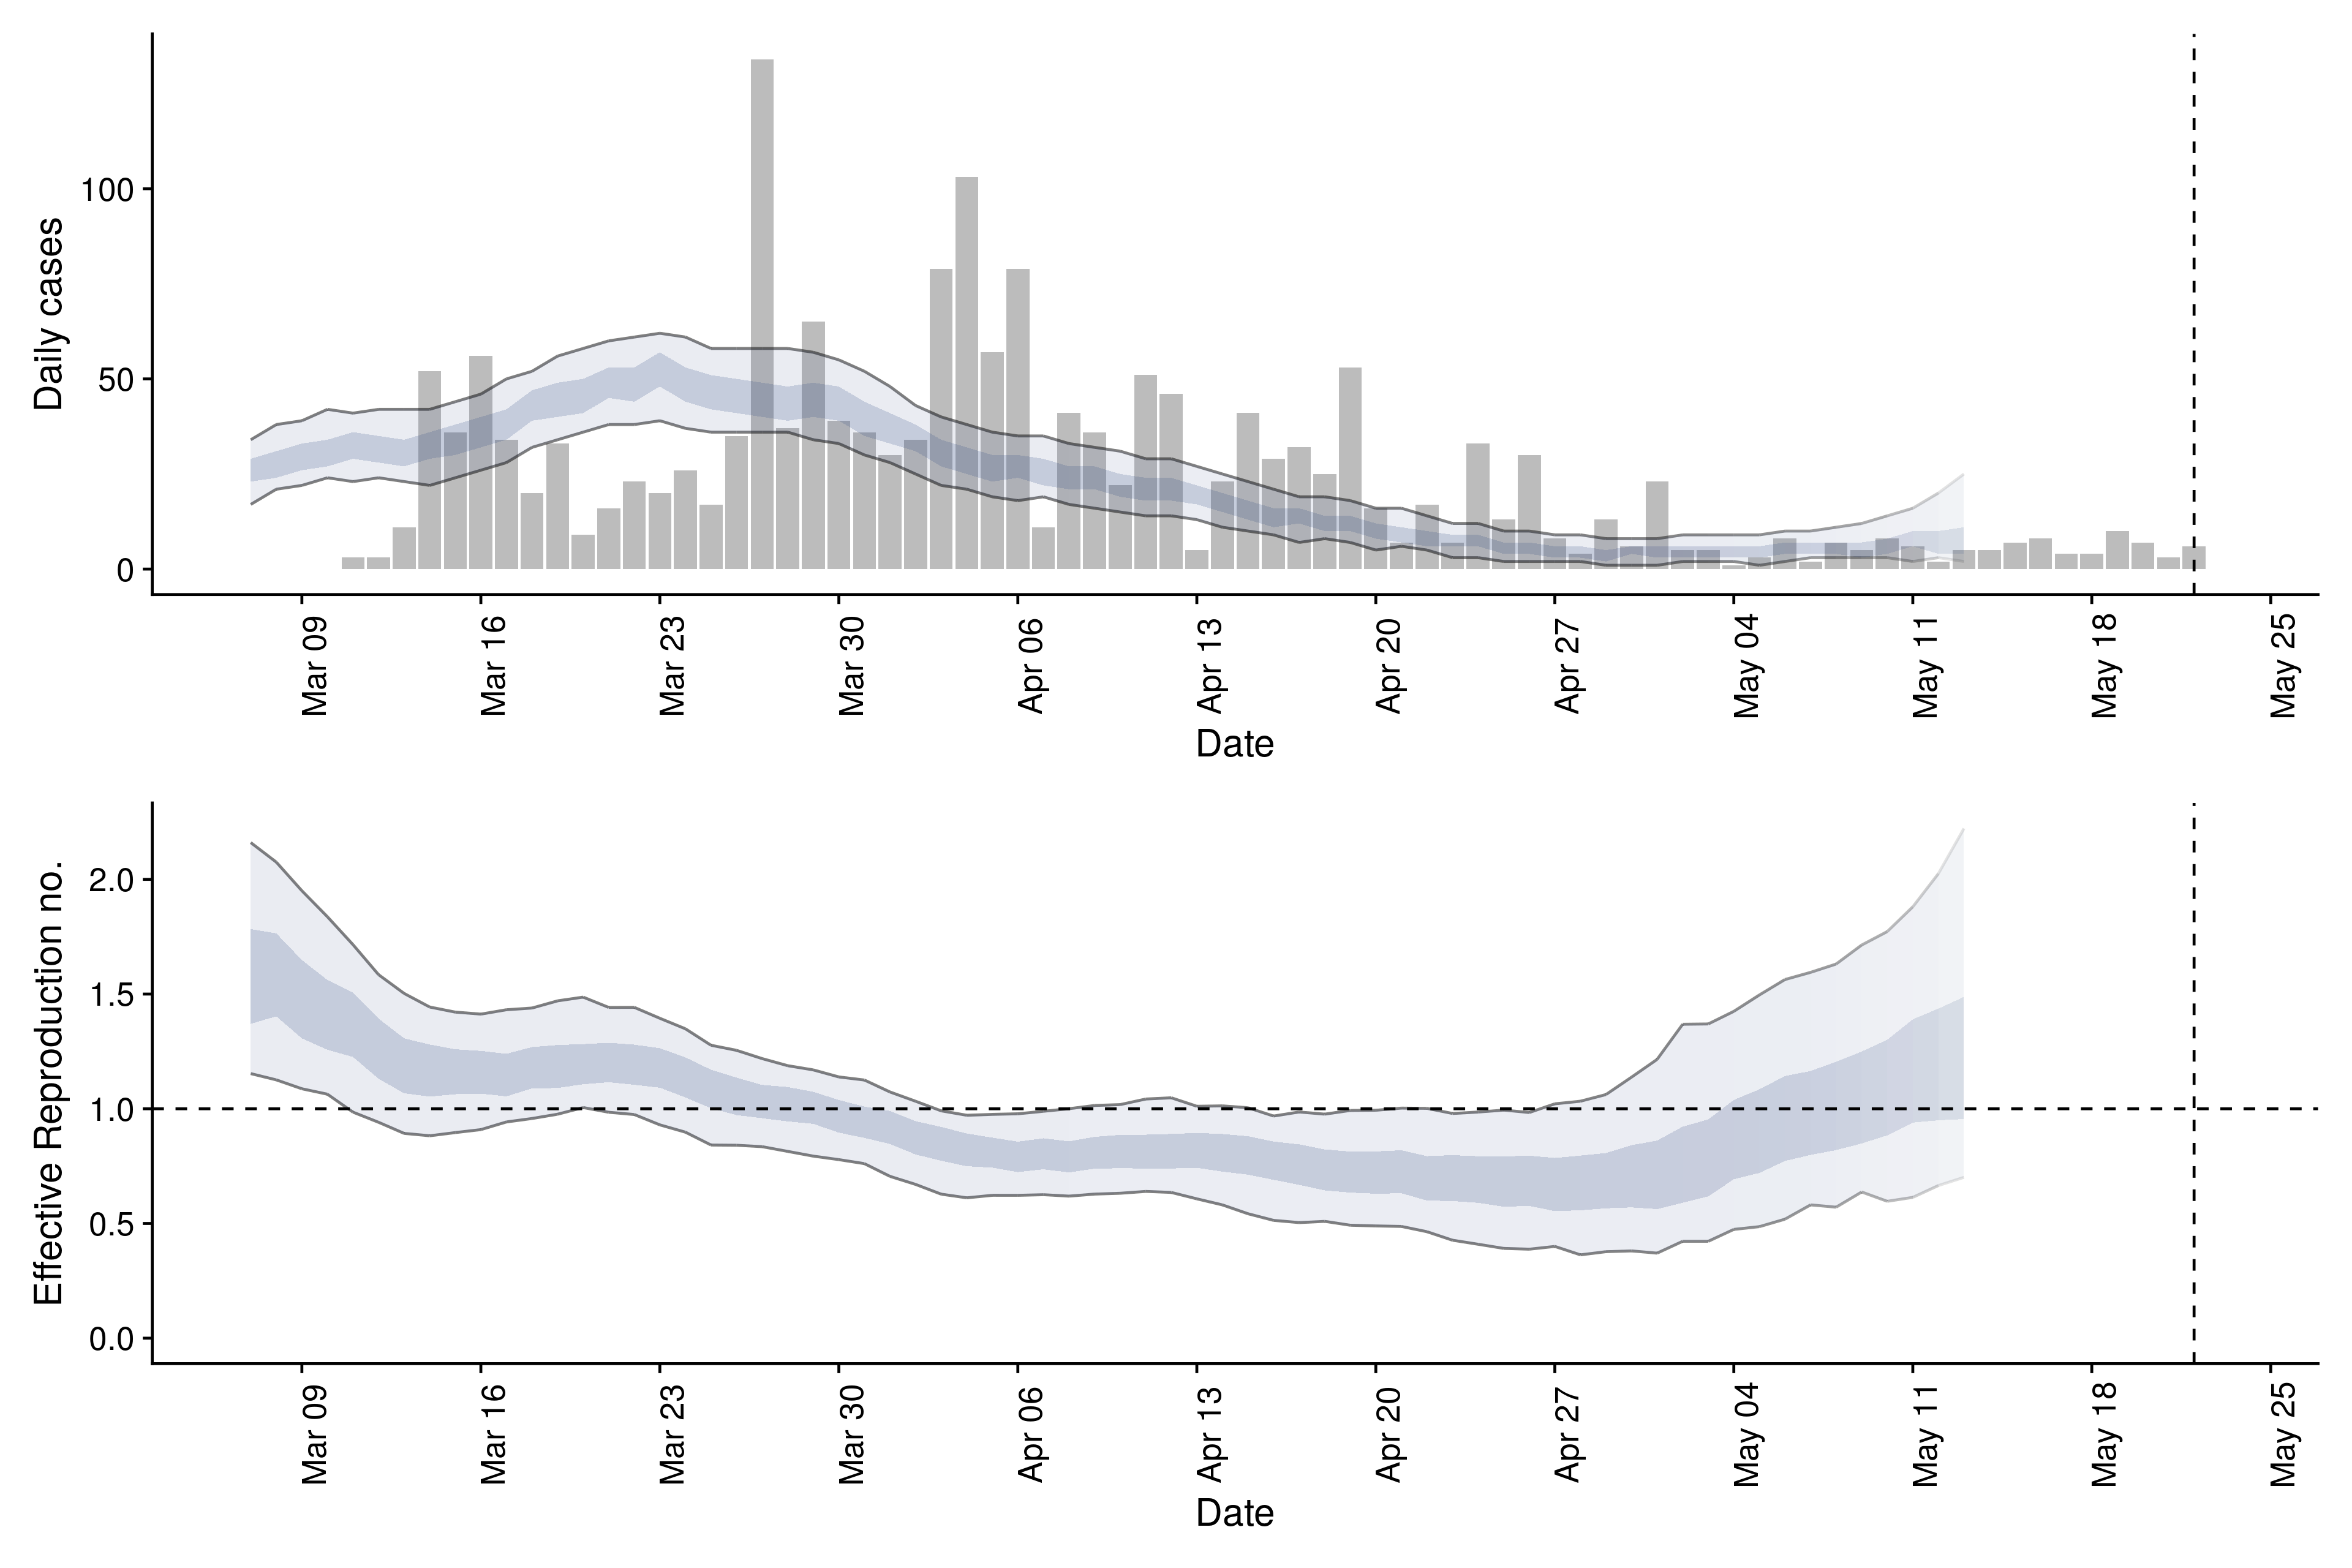 Daily cases
100
50
0
Mar 09
Mar 16
Mar 23
Mar 30
Apr 06
Apr 13
Apr 20
Apr 27
May 04
May 11
May 18
May 25
Date
Effective Reproduction no.
2.0
1.5
1.0
0.5
0.0
Mar 09
Mar 16
Mar 23
Mar 30
Apr 06
Apr 13
Apr 20
Apr 27
May 04
May 11
May 18
May 25
Date